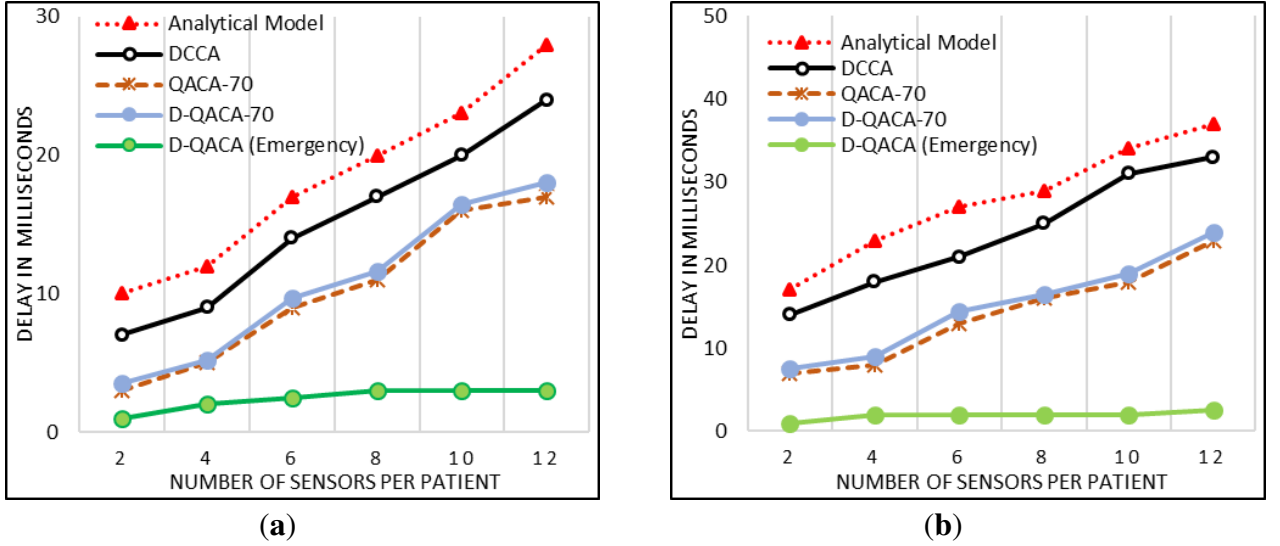 30
20
10
0
DELAY IN MILLISECONDS
Analytical Model
DCCA
QACA-70
D-QACA-70
D-QACA (Emergency)
2 4 6 8 10 12
NUMBER OF SENSORS PER PATIENT
(a)
50
40
30
20
10
0
DELAY IN MILLISECONDS
Analytical Model
DCCA
QACA-70
D-QACA-70
D-QACA (Emergency)
2 4 6 8 10 12
NUMBER OF SENSORS PER PATIENT
(b)